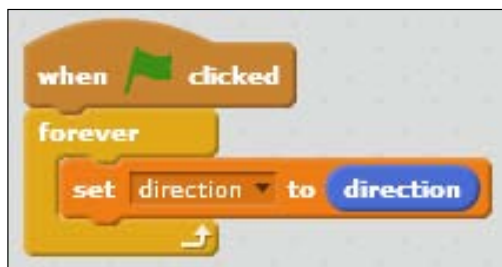 when clicked
forever
set direction to direction